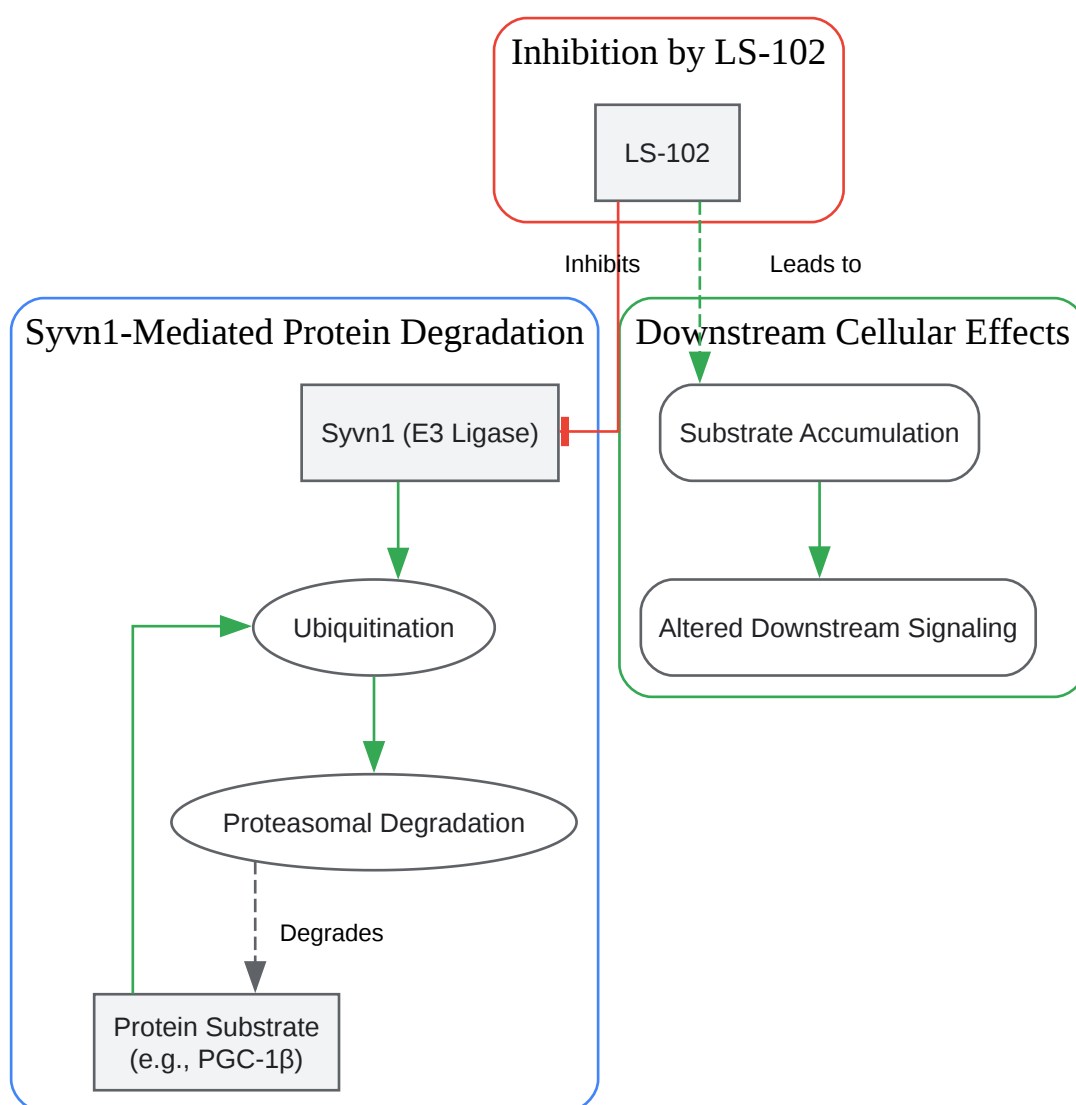 Inhibition by LS-102
LS-102
Inhibits
Leads to
Syvn1-Mediated Protein Degradation
Downstream Cellular Effects
Syvn1 (E3 Ligase)
Substrate Accumulation
Ubiquitination
Altered Downstream Signaling
Proteasomal Degradation
Degrades
Protein Substrate
(e.g., PGC-1β)